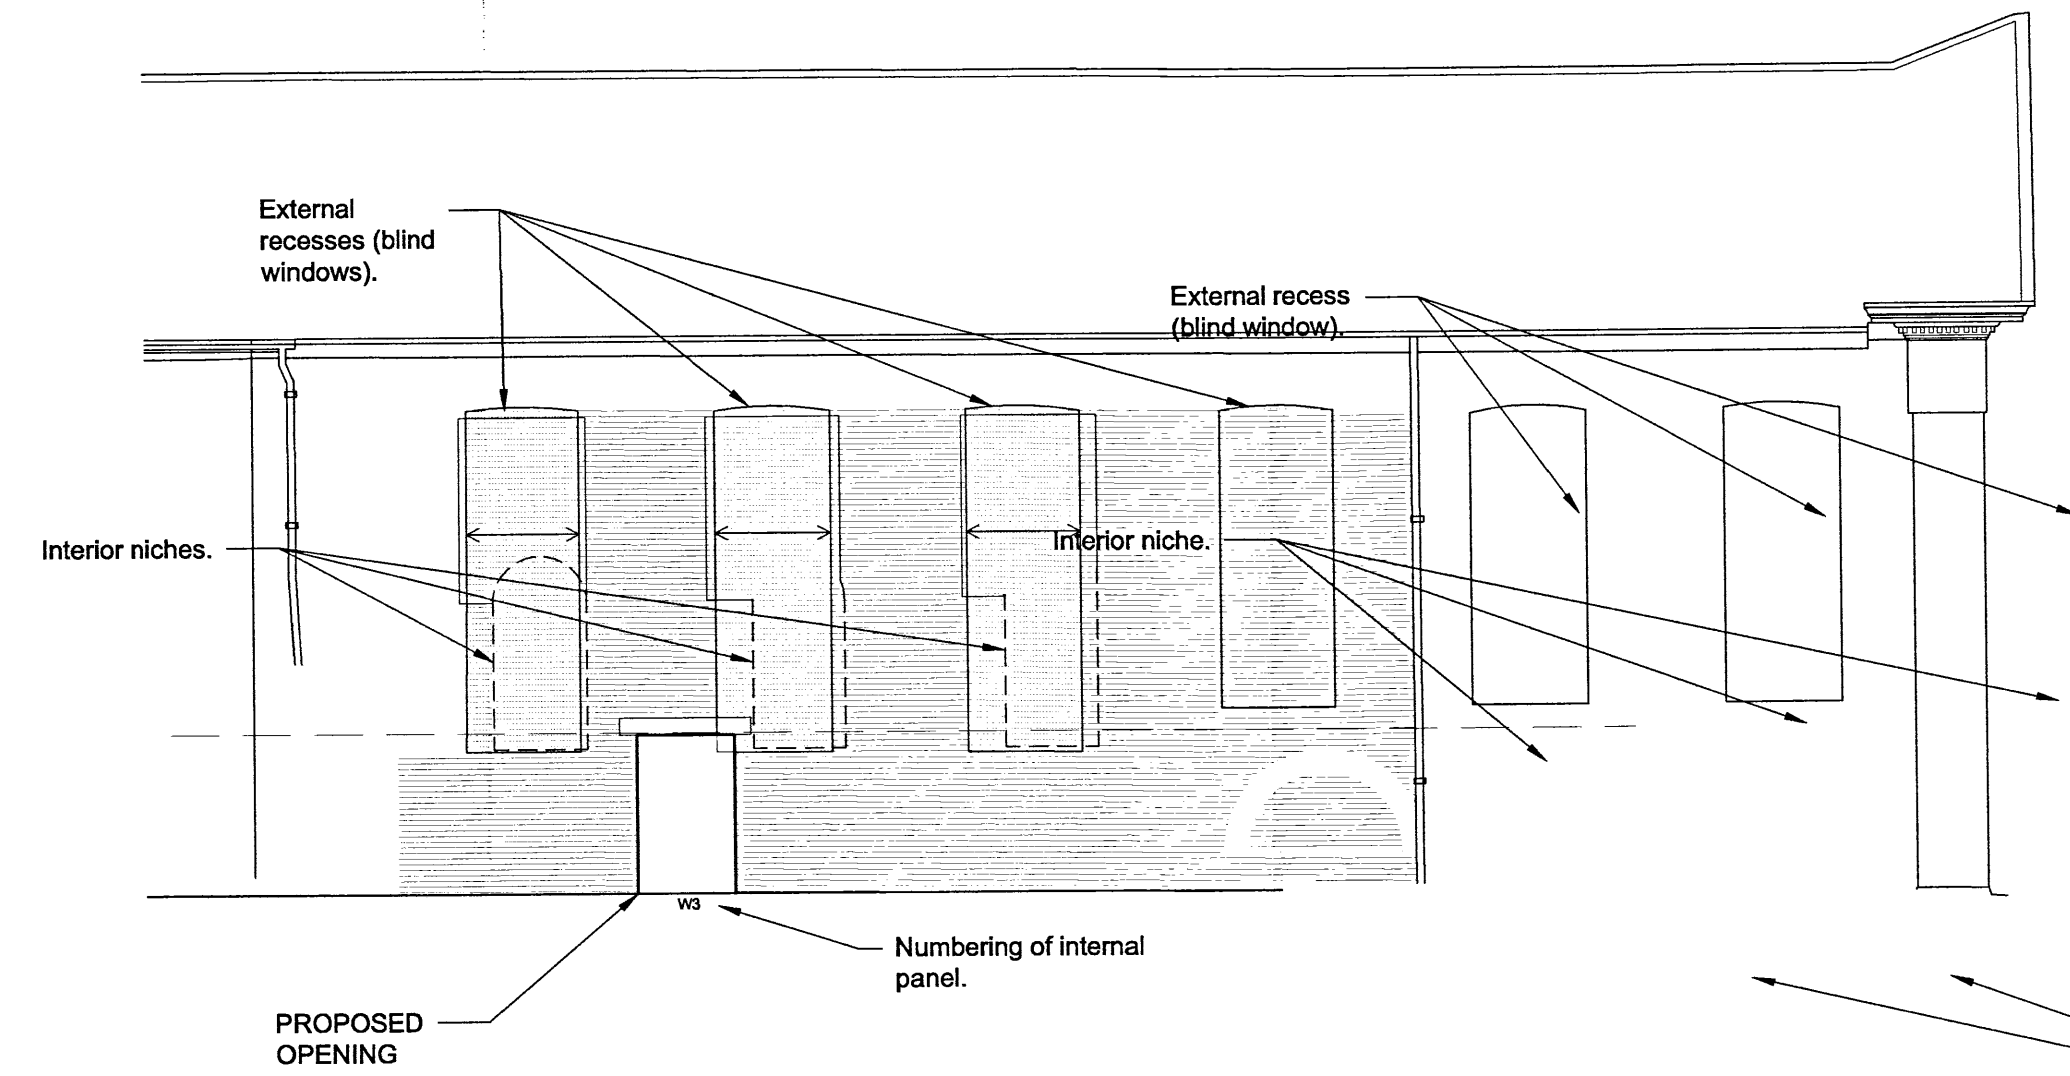 External
recesses (blind
windows).
External recess
(blind window).
Interior niches.
Interior niche.
W3
Numbering of internal
panel.
PROPOSED
OPENING